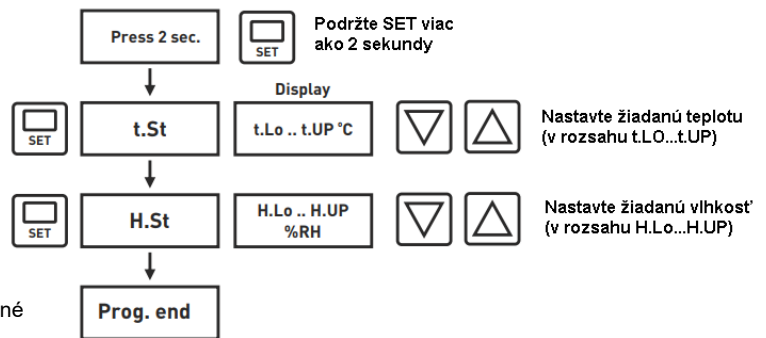 Press 2 sec.
SET
Podržte SET viac
ako 2 sekundy
Display
SET
t.St
t.Lo .. t.UP °C
Nastavte žiadanú teplotu
(v rozsahu t.LO...t.UP)
SET
H.St
H.Lo .. H.UP
%RH
Nastavte žiadanú vlhkosť
(v rozsahu H.Lo...H.UP)
né
Prog. end